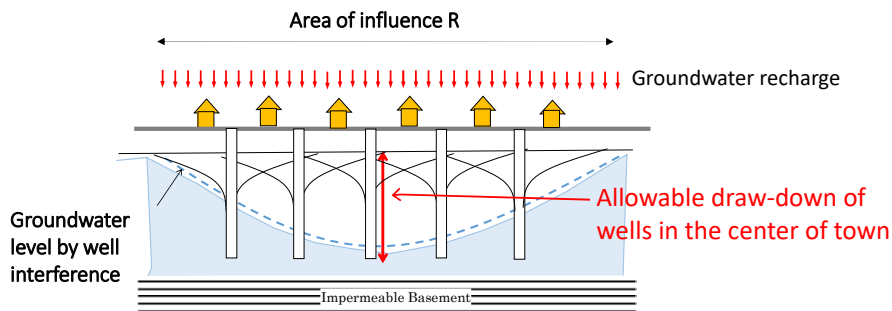 Area of influence R
Groundwater recharge
Allowable draw-down of
wells in the center of town
Groundwater
level by well
interference
Impermeable Basement